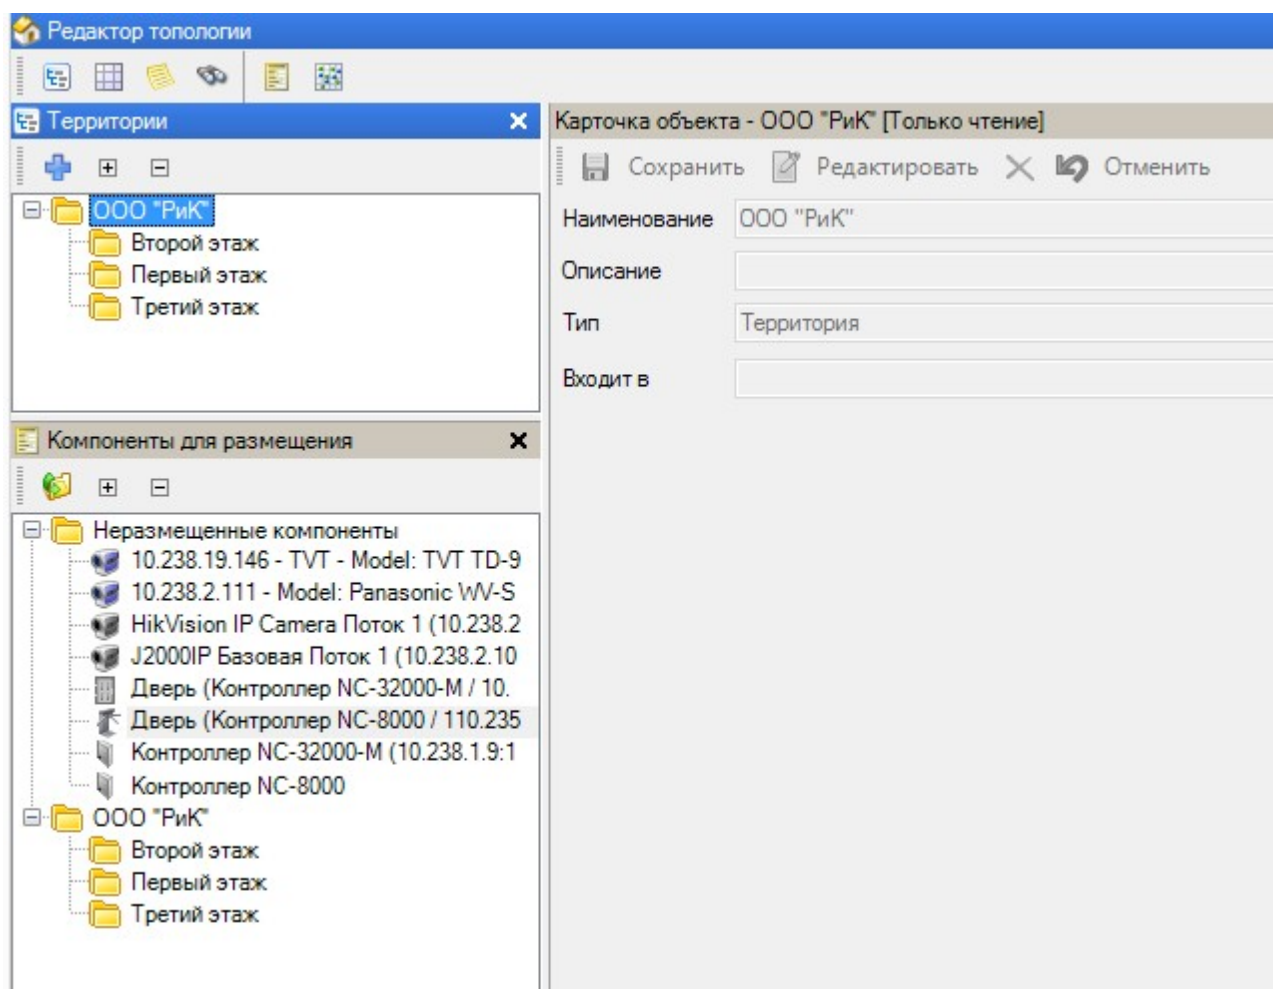 Редактор топологии
Территории
ООО "РиК"
Второй этаж
Первый этаж
Третий этаж
Компоненты для размещения
Неразмещенные компоненты
10.238.19.146 - TVT - Model: TVT TD-9
10.238.2.111 - Model: Panasonic WV-S
HikVision IP Camera Поток 1 (10.238.2
J2000IP Базовая Поток 1 (10.238.2.10
Дверь (Контроллер NC-32000-M / 10.
Дверь (Контроллер NC-8000 / 110.235
Контроллер NC-32000-M (10.238.1.9:1
Контроллер NC-8000
ООО "РиК"
Второй этаж
Первый этаж
Третий этаж
Карточка объекта - ООО "РиК" [Только чтение]
Сохранить Редактировать Отменить
Наименование ООО "РиК"
Описание
Тип Территория
Входит в